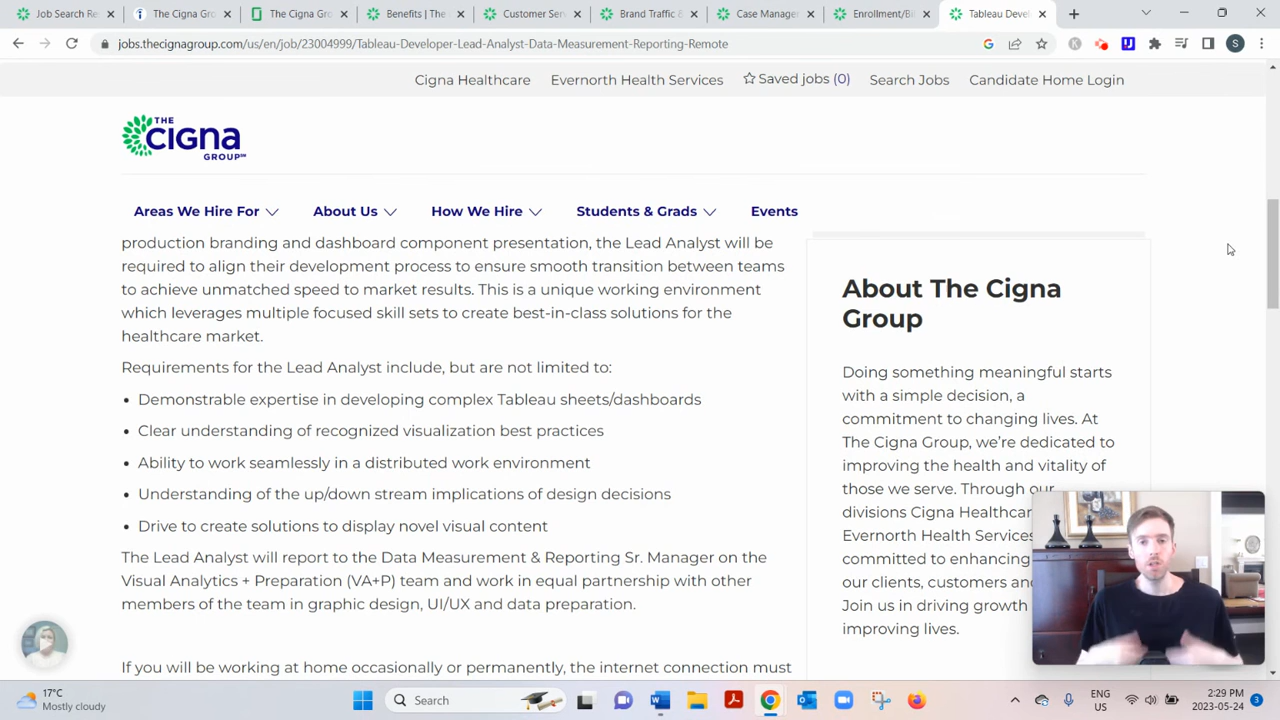 Job Search Re
The Cigna Gro
The Cigna Gro
Benefits | The
Customer Ser
Brand Traffic &
Case Manager
Enrollment/Bil
Tableau Devel
jobs.thecignagroup.com/us/en/job/23004999/Tableau-Developer-Lead-Analyst-Data-Measurement-Reporting-Remote
S
Cigna Healthcare
Evernorth Health Services
Saved jobs (0)
Search Jobs
Candidate Home Login
THE
cigna
GROUP
Areas We Hire For
About Us
How We Hire
Students & Grads
Events
production branding and dashboard component presentation, the Lead Analyst will be
required to align their development process to ensure smooth transition between teams
to achieve unmatched speed to market results. This is a unique working environment
which leverages multiple focused skill sets to create best-in-class solutions for the
healthcare market.
Requirements for the Lead Analyst include, but are not limited to:
• Demonstrable expertise in developing complex Tableau sheets/dashboards
• Clear understanding of recognized visualization best practices
• Ability to work seamlessly in a distributed work environment
• Understanding of the up/down stream implications of design decisions
• Drive to create solutions to display novel visual content
The Lead Analyst will report to the Data Measurement & Reporting Sr. Manager on the
Visual Analytics + Preparation (VA+P) team and work in equal partnership with other
members of the team in graphic design, UI/UX and data preparation.
If you will be working at home occasionally or permanently, the internet connection must
About The Cigna
Group
Doing something meaningful starts
with a simple decision, a
commitment to changing lives. At
The Cigna Group, we're dedicated to
improving the health and vitality of
those we serve. Through our
divisions Cigna Healthcar
Evernorth Health Services
committed to enhancing
our clients, customers and
Join us in driving growth
improving lives.
17°C
Mostly cloudy
Search
ENG
US
2:29 PM
2023-05-24
3